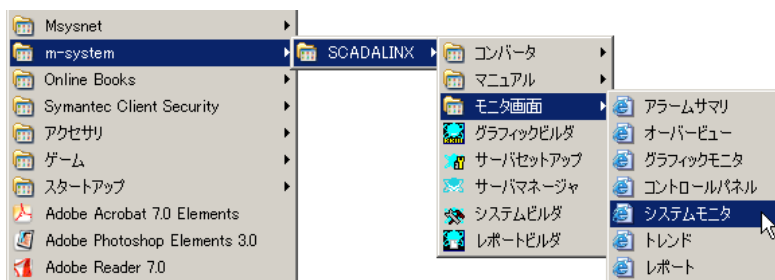 Msysnet
m-system
Online Books
Symantec Client Security
アクセサリ
ゲーム
スタートアップ
Adobe Acrobat 7.0 Elements
Adobe Photoshop Elements 3.0
Adobe Reader 7.0
SCADALINX
コンバータ
マニュアル
モニタ画面
グラフィックビルダ
サーバセットアップ
サーバマネージャ
システムビルダ
レポートビルダ
アラームサマリ
オーバービュー
グラフィックモニタ
コントロールパネル
システムモニタ
トレンド
レポート